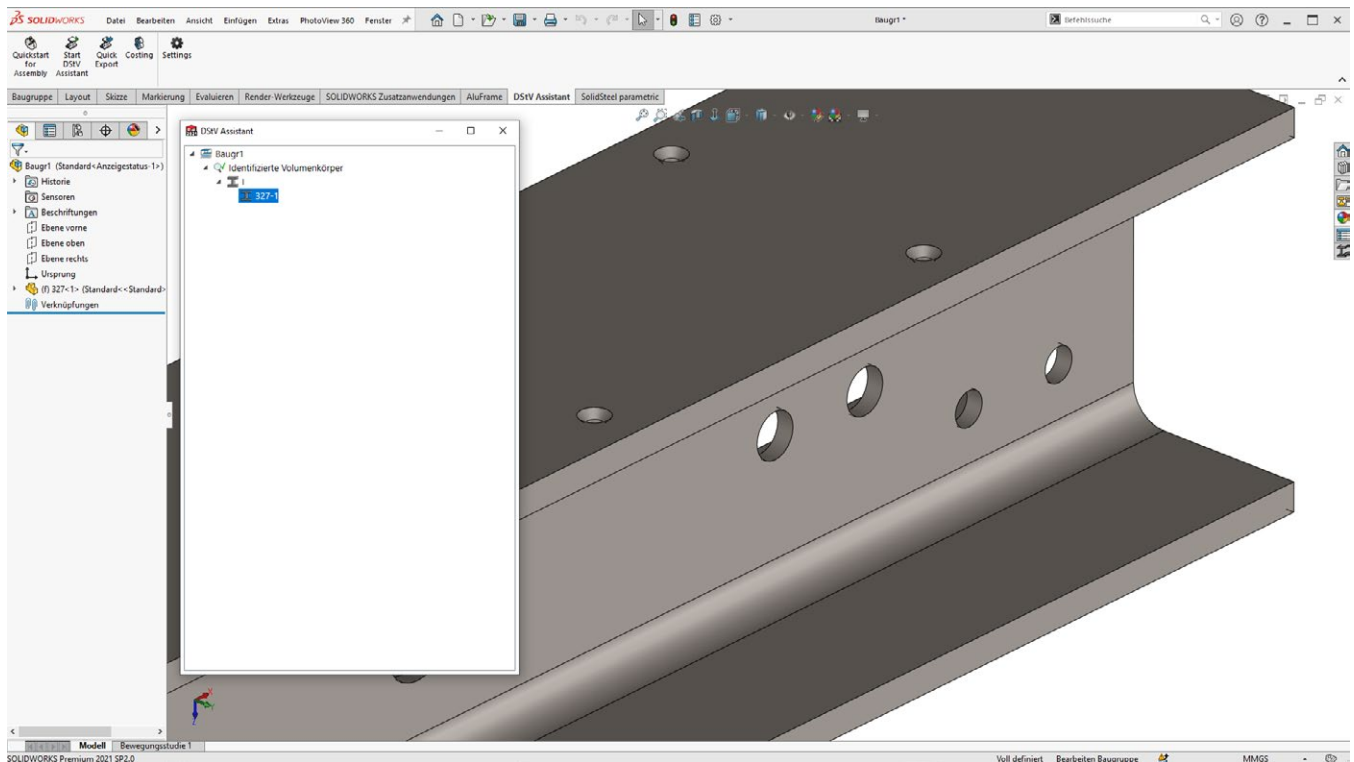 SOLIDWORKS Datei Bearbeiten Ansicht Einfügen Extras PhotoView 360 Fenster Baugr1 * Befehlssuche
Quickstart for Assembly
Start DStV Assistant
Quick Export
Costing
Settings
Baugruppe Layout Skizze Markierung Evaluieren Render-Werkzeuge SOLIDWORKS Zusatzanwendungen AluFrame DStV Assistant SolidSteel parametric
Baugr1 (Standard<Anzeigestatus-1>)
Historie
Sensoren
Beschriftungen
Ebene vorne
Ebene oben
Ebene rechts
Ursprung
(f) 327<1> (Standard<<Standard>
Verknüpfungen
DStV Assistant
Baugr1
Identifizierte Volumenkörper
I
327-1
Modell Bewegungsstudie 1
SOLIDWORKS Premium 2021 SP2.0 Voll definiert Bearbeiten Baugruppe MMGS